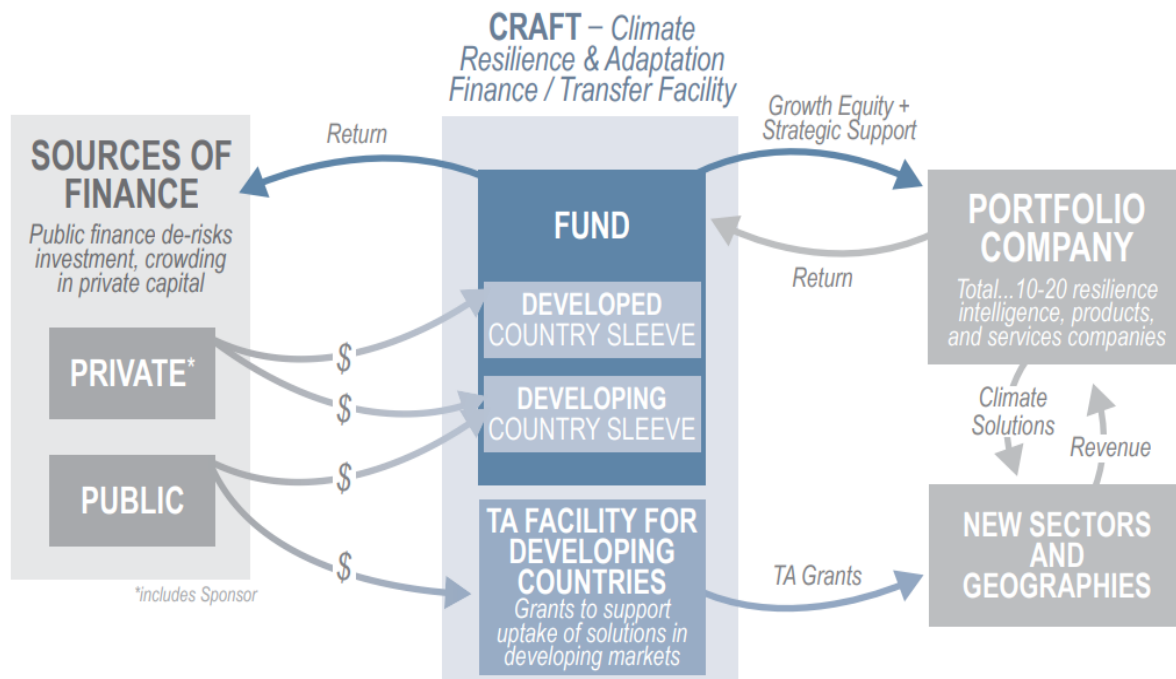 CRAFT – Climate
Resilience & Adaptation
Finance / Transfer Facility
SOURCES OF
FINANCE
Public finance de-risks
investment, crowding
in private capital
PRIVATE*
PUBLIC
*includes Sponsor
Return
$
$
$
$
FUND
DEVELOPED
COUNTRY SLEEVE
DEVELOPING
COUNTRY SLEEVE
TA FACILITY FOR
DEVELOPING
COUNTRIES
Grants to support
uptake of solutions in
developing markets
Growth Equity +
Strategic Support
Return
PORTFOLIO
COMPANY
Total...10-20 resilience
intelligence, products,
and services companies
Climate
Solutions
Revenue
TA Grants
NEW SECTORS
AND
GEOGRAPHIES